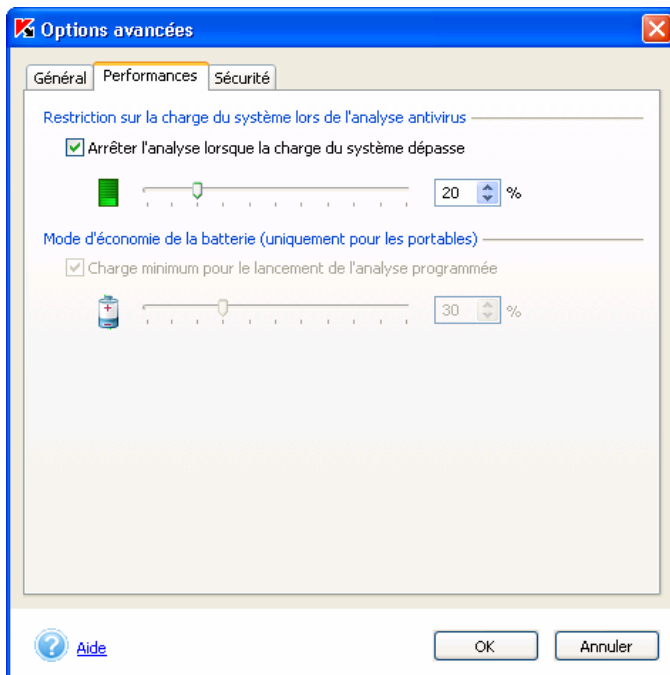 Options avancées
Général Performances Sécurité
Restriction sur la charge du système lors de l'analyse antivirus
Arrêter l'analyse lorsque la charge du système dépasse
20 %
Mode d'économie de la batterie (uniquement pour les portables)
Charge minimum pour le lancement de l'analyse programmée
30 %
Aide OK Annuler